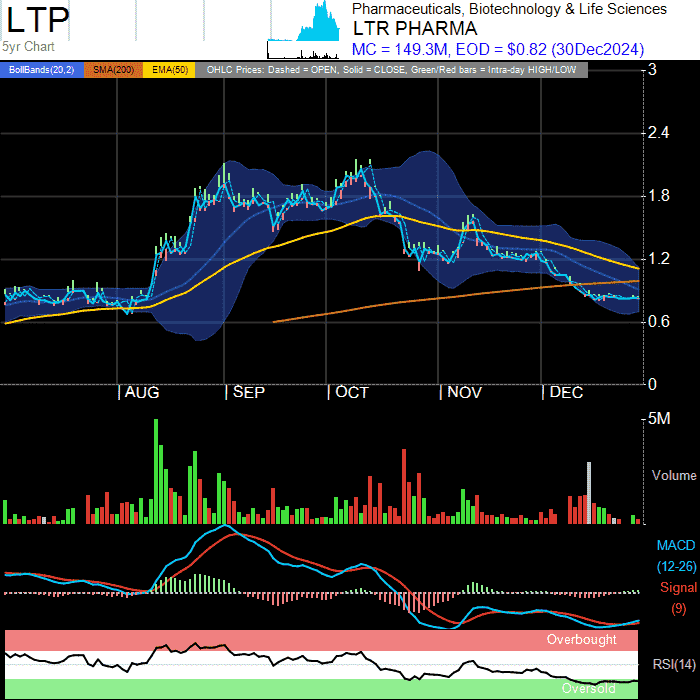 LTP
5yr Chart
Pharmaceuticals, Biotechnology & Life Sciences
LTR PHARMA
MC = 149.3M, EOD = $0.82 (30Dec2024)
BollBands(20,2) SMA(200) EMA(50) OHLC Prices: Dashed = OPEN, Solid = CLOSE, Green/Red bars = Intra-day HIGH/LOW
3
2.4
1.8
1.2
0.6
0
AUG SEP OCT NOV DEC
5M
Volume
MACD
(12-26)
Signal
(9)
Overbought
RSI(14)
Oversold